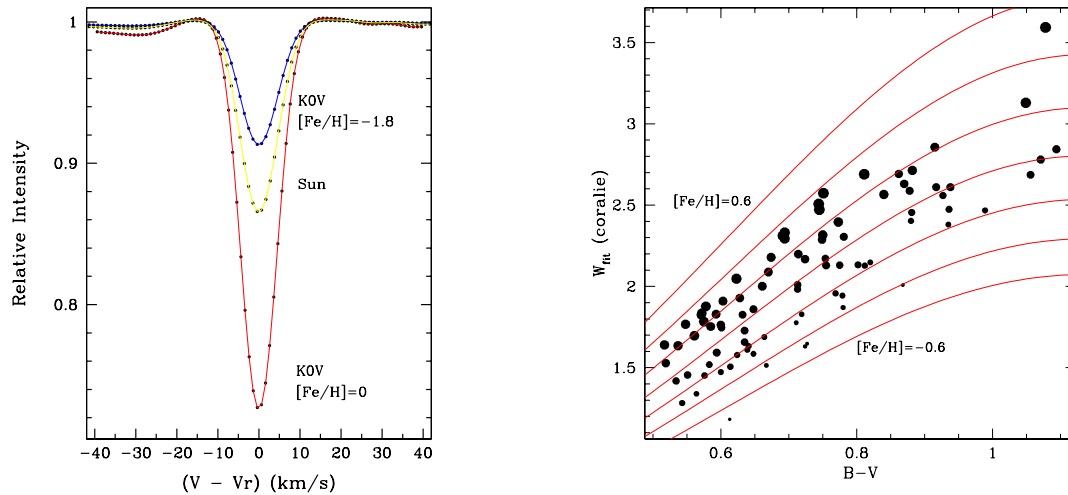 1
0.9
0.8
Relative Intensity
K0V
[Fe/H]=−1.8
Sun
K0V
[Fe/H]=0
−40 −30 −20 −10 0 10 20 30 40
(V − Vr) (km/s)
3.5
3
2.5
2
1.5
W_fit (coralie)
[Fe/H]=0.6
[Fe/H]=−0.6
0.6 0.8 1
B−V